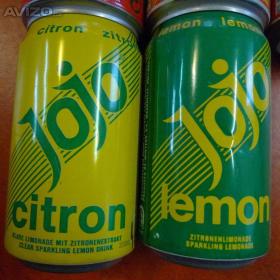 AVIZO
citron zitr
jojo
citron
KLARE LIMONADE MIT ZITRONENEXTRAKT
CLEAR SPARKLING LEMON DRINK
lemon lemon
jojo
lemon
ZITRONENLIMONADE
SPARKLING LEMONADE